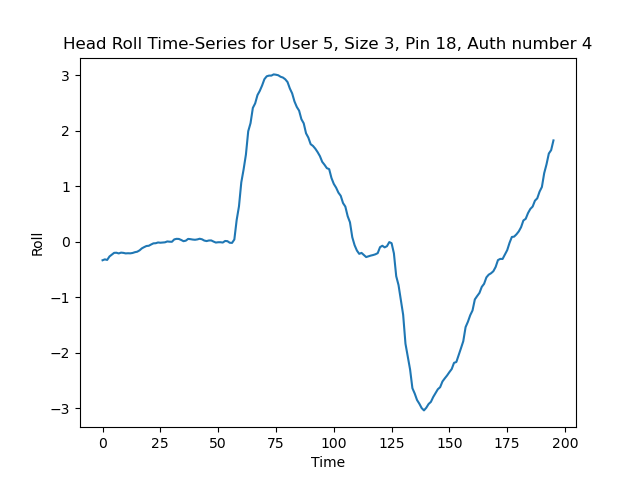 Head Roll Time-Series for User 5, Size 3, Pin 18, Auth number 4
3
2
1
0
−1
−2
−3
Roll
0 25 50 75 100 125 150 175 200
Time